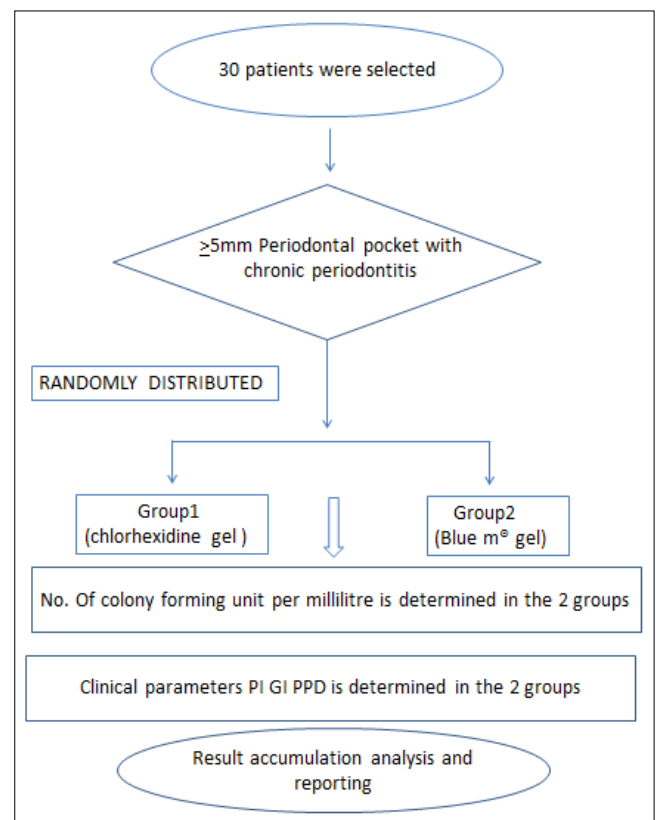 30 patients were selected
≥5mm Periodontal pocket with
chronic periodontitis
RANDOMLY DISTRIBUTED
Group1
(chlorhexidine gel )
Group2
(Blue m® gel)
No. Of colony forming unit per millilitre is determined in the 2 groups
Clinical parameters PI GI PPD is determined in the 2 groups
Result accumulation analysis and
reporting